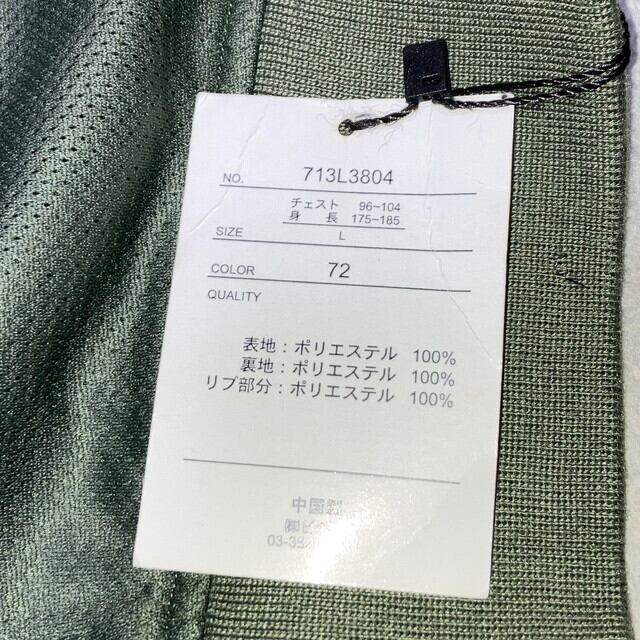 NO. 713L3804
チェスト 96~104
身 長 175~185
SIZE L
COLOR 72
QUALITY
表地：ポリエステル 100%
裏地：ポリエステル 100%
リブ部分：ポリエステル 100%
中国製